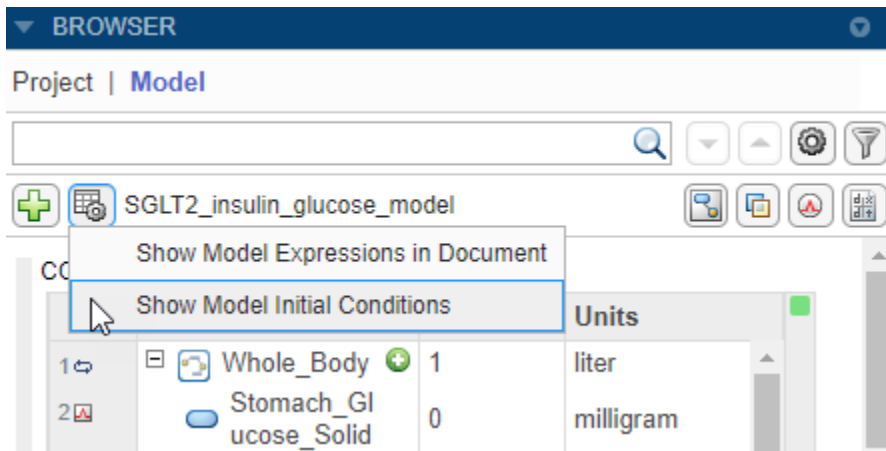 BROWSER
Project | Model
SGLT2_insulin_glucose_model
Show Model Expressions in Document
Show Model Initial Conditions
Units
1 Whole_Body 1 liter
2 Stomach_Gl
ucose_Solid 0 milligram